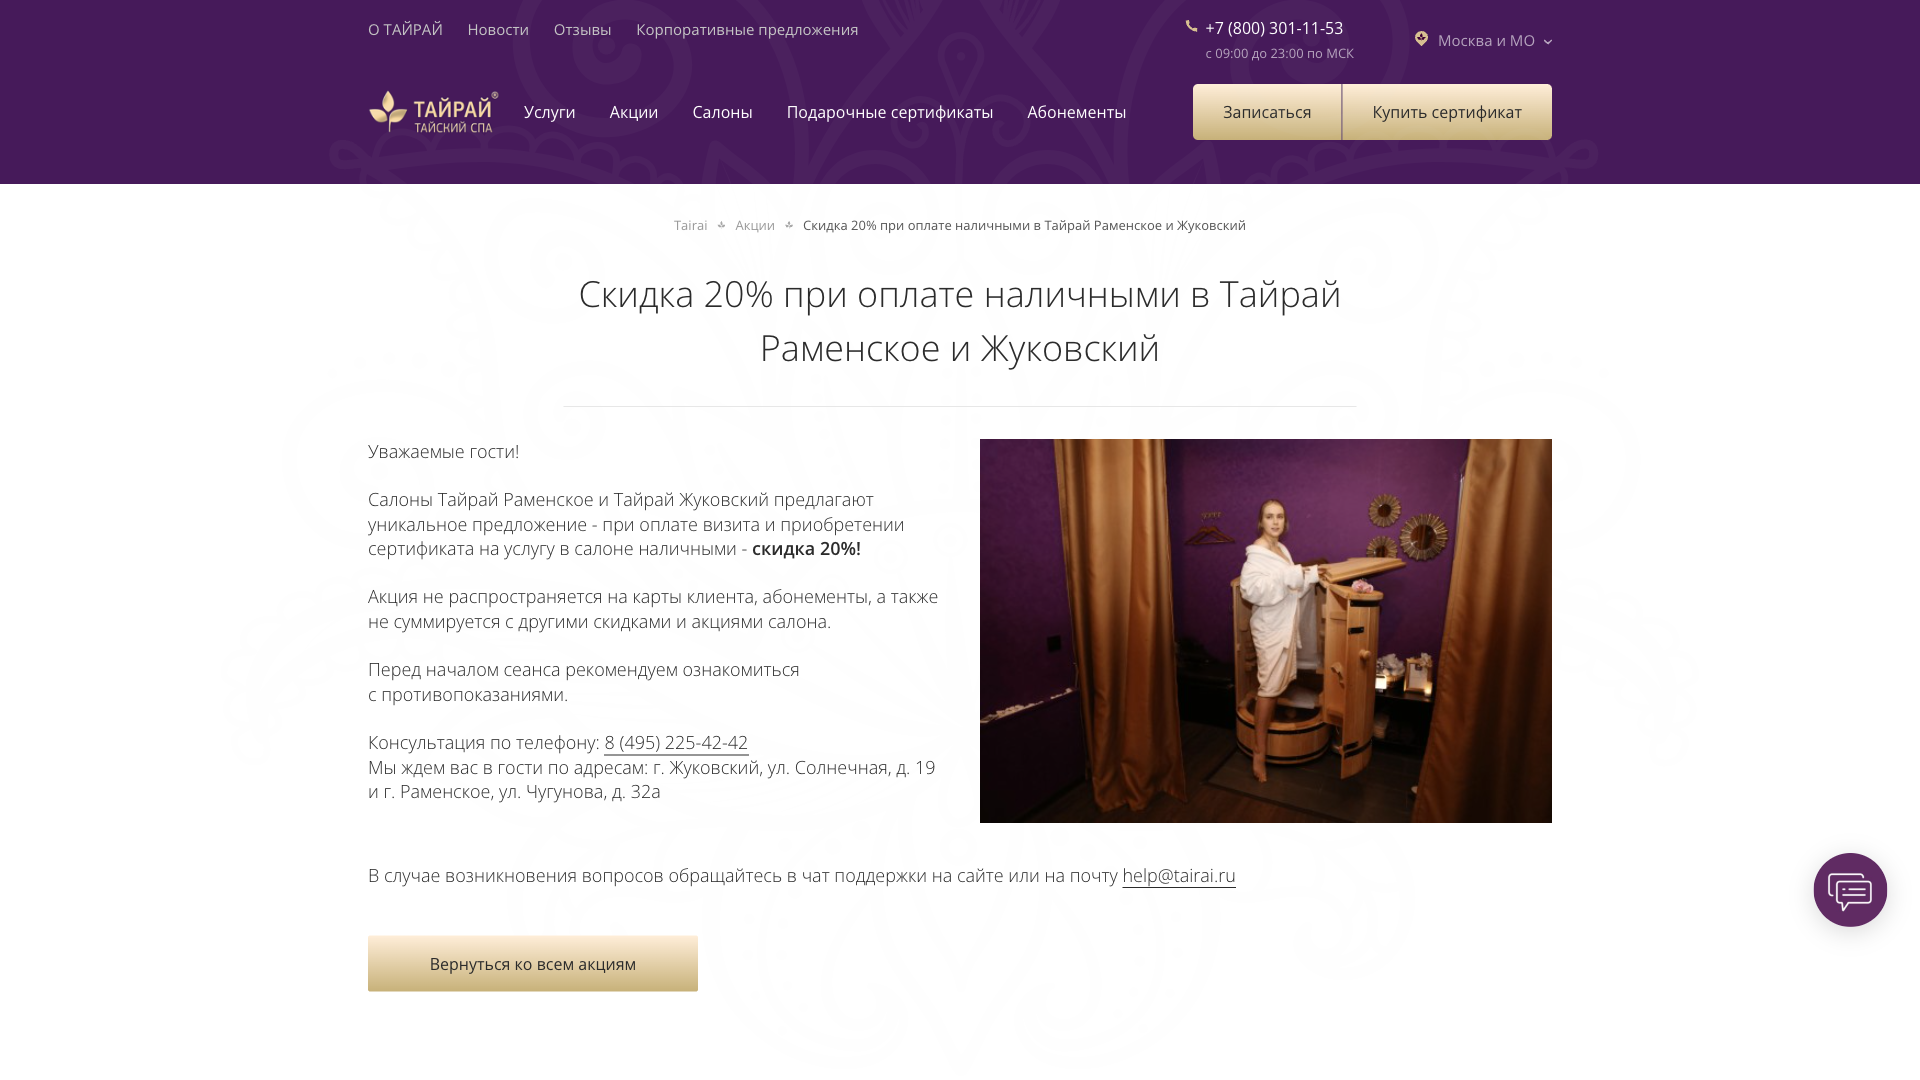 О ТАЙРАЙ Новости Отзывы Корпоративные предложения
+7 (800) 301-11-53
с 09:00 до 23:00 по МСК
Москва и МО
ТАЙРАЙ®
ТАЙСКИЙ СПА
Услуги Акции Салоны Подарочные сертификаты Абонементы
Записаться Купить сертификат
Tairai Акции Скидка 20% при оплате наличными в Тайрай Раменское и Жуковский
Скидка 20% при оплате наличными в Тайрай
Раменское и Жуковский
Уважаемые гости!
Салоны Тайрай Раменское и Тайрай Жуковский предлагают
уникальное предложение - при оплате визита и приобретении
сертификата на услугу в салоне наличными - скидка 20%!
Акция не распространяется на карты клиента, абонементы, а также
не суммируется с другими скидками и акциями салона.
Перед началом сеанса рекомендуем ознакомиться
с противопоказаниями.
Консультация по телефону: 8 (495) 225-42-42
Мы ждем вас в гости по адресам: г. Жуковский, ул. Солнечная, д. 19
и г. Раменское, ул. Чугунова, д. 32а
В случае возникновения вопросов обращайтесь в чат поддержки на сайте или на почту help@tairai.ru
Вернуться ко всем акциям